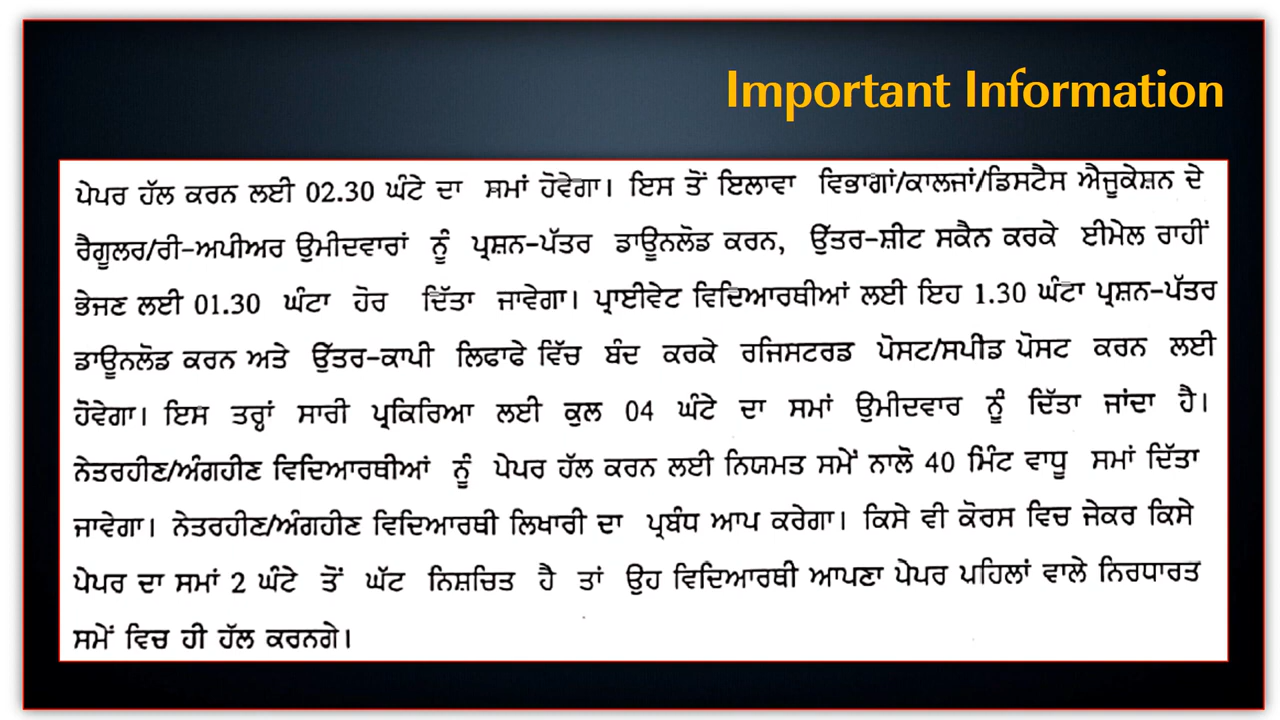 Important Information
ਪੇਪਰ ਹੱਲ ਕਰਨ ਲਈ 02.30 ਘੰਟੇ ਦਾ ਸਮਾਂ ਹੋਵੇਗਾ। ਇਸ ਤੋਂ ਇਲਾਵਾ ਵਿਭਾਗਾਂ/ਕਾਲਜਾਂ/ਡਿਸਟੈਸ ਐਜੂਕੇਸ਼ਨ ਦੇ
ਰੈਗੂਲਰ/ਰੀ-ਅਪੀਅਰ ਉਮੀਦਵਾਰਾਂ ਨੂੰ ਪ੍ਰਸ਼ਨ-ਪੱਤਰ ਡਾਊਨਲੋਡ ਕਰਨ, ਉੱਤਰ-ਸ਼ੀਟ ਸਕੈਨ ਕਰਕੇ ਈਮੇਲ ਰਾਹੀਂ
ਭੇਜਣ ਲਈ 01.30 ਘੰਟਾ ਹੋਰ ਦਿੱਤਾ ਜਾਵੇਗਾ। ਪ੍ਰਾਈਵੇਟ ਵਿਦਿਆਰਥੀਆਂ ਲਈ ਇਹ 1.30 ਘੰਟਾ ਪ੍ਰਸ਼ਨ-ਪੱਤਰ
ਡਾਊਨਲੋਡ ਕਰਨ ਅਤੇ ਉੱਤਰ-ਕਾਪੀ ਲਿਫਾਫੇ ਵਿੱਚ ਬੰਦ ਕਰਕੇ ਰਜਿਸਟਰਡ ਪੋਸਟ/ਸਪੀਡ ਪੋਸਟ ਕਰਨ ਲਈ
ਹੋਵੇਗਾ। ਇਸ ਤਰ੍ਹਾਂ ਸਾਰੀ ਪ੍ਰਕਿਰਿਆ ਲਈ ਕੁਲ 04 ਘੰਟੇ ਦਾ ਸਮਾਂ ਉਮੀਦਵਾਰ ਨੂੰ ਦਿੱਤਾ ਜਾਂਦਾ ਹੈ।
ਨੇਤਰਹੀਣ/ਅੰਗਹੀਣ ਵਿਦਿਆਰਥੀਆਂ ਨੂੰ ਪੇਪਰ ਹੱਲ ਕਰਨ ਲਈ ਨਿਯਮਤ ਸਮੇਂ ਨਾਲੋ 40 ਮਿੰਟ ਵਾਧੂ ਸਮਾਂ ਦਿੱਤਾ
ਜਾਵੇਗਾ। ਨੇਤਰਹੀਣ/ਅੰਗਹੀਣ ਵਿਦਿਆਰਥੀ ਲਿਖਾਰੀ ਦਾ ਪ੍ਰਬੰਧ ਆਪ ਕਰੇਗਾ। ਕਿਸੇ ਵੀ ਕੋਰਸ ਵਿਚ ਜੇਕਰ ਕਿਸੇ
ਪੇਪਰ ਦਾ ਸਮਾਂ 2 ਘੰਟੇ ਤੋਂ ਘੱਟ ਨਿਸ਼ਚਿਤ ਹੈ ਤਾਂ ਉਹ ਵਿਦਿਆਰਥੀ ਆਪਣਾ ਪੇਪਰ ਪਹਿਲਾਂ ਵਾਲੇ ਨਿਰਧਾਰਤ
ਸਮੇਂ ਵਿਚ ਹੀ ਹੱਲ ਕਰਨਗੇ।